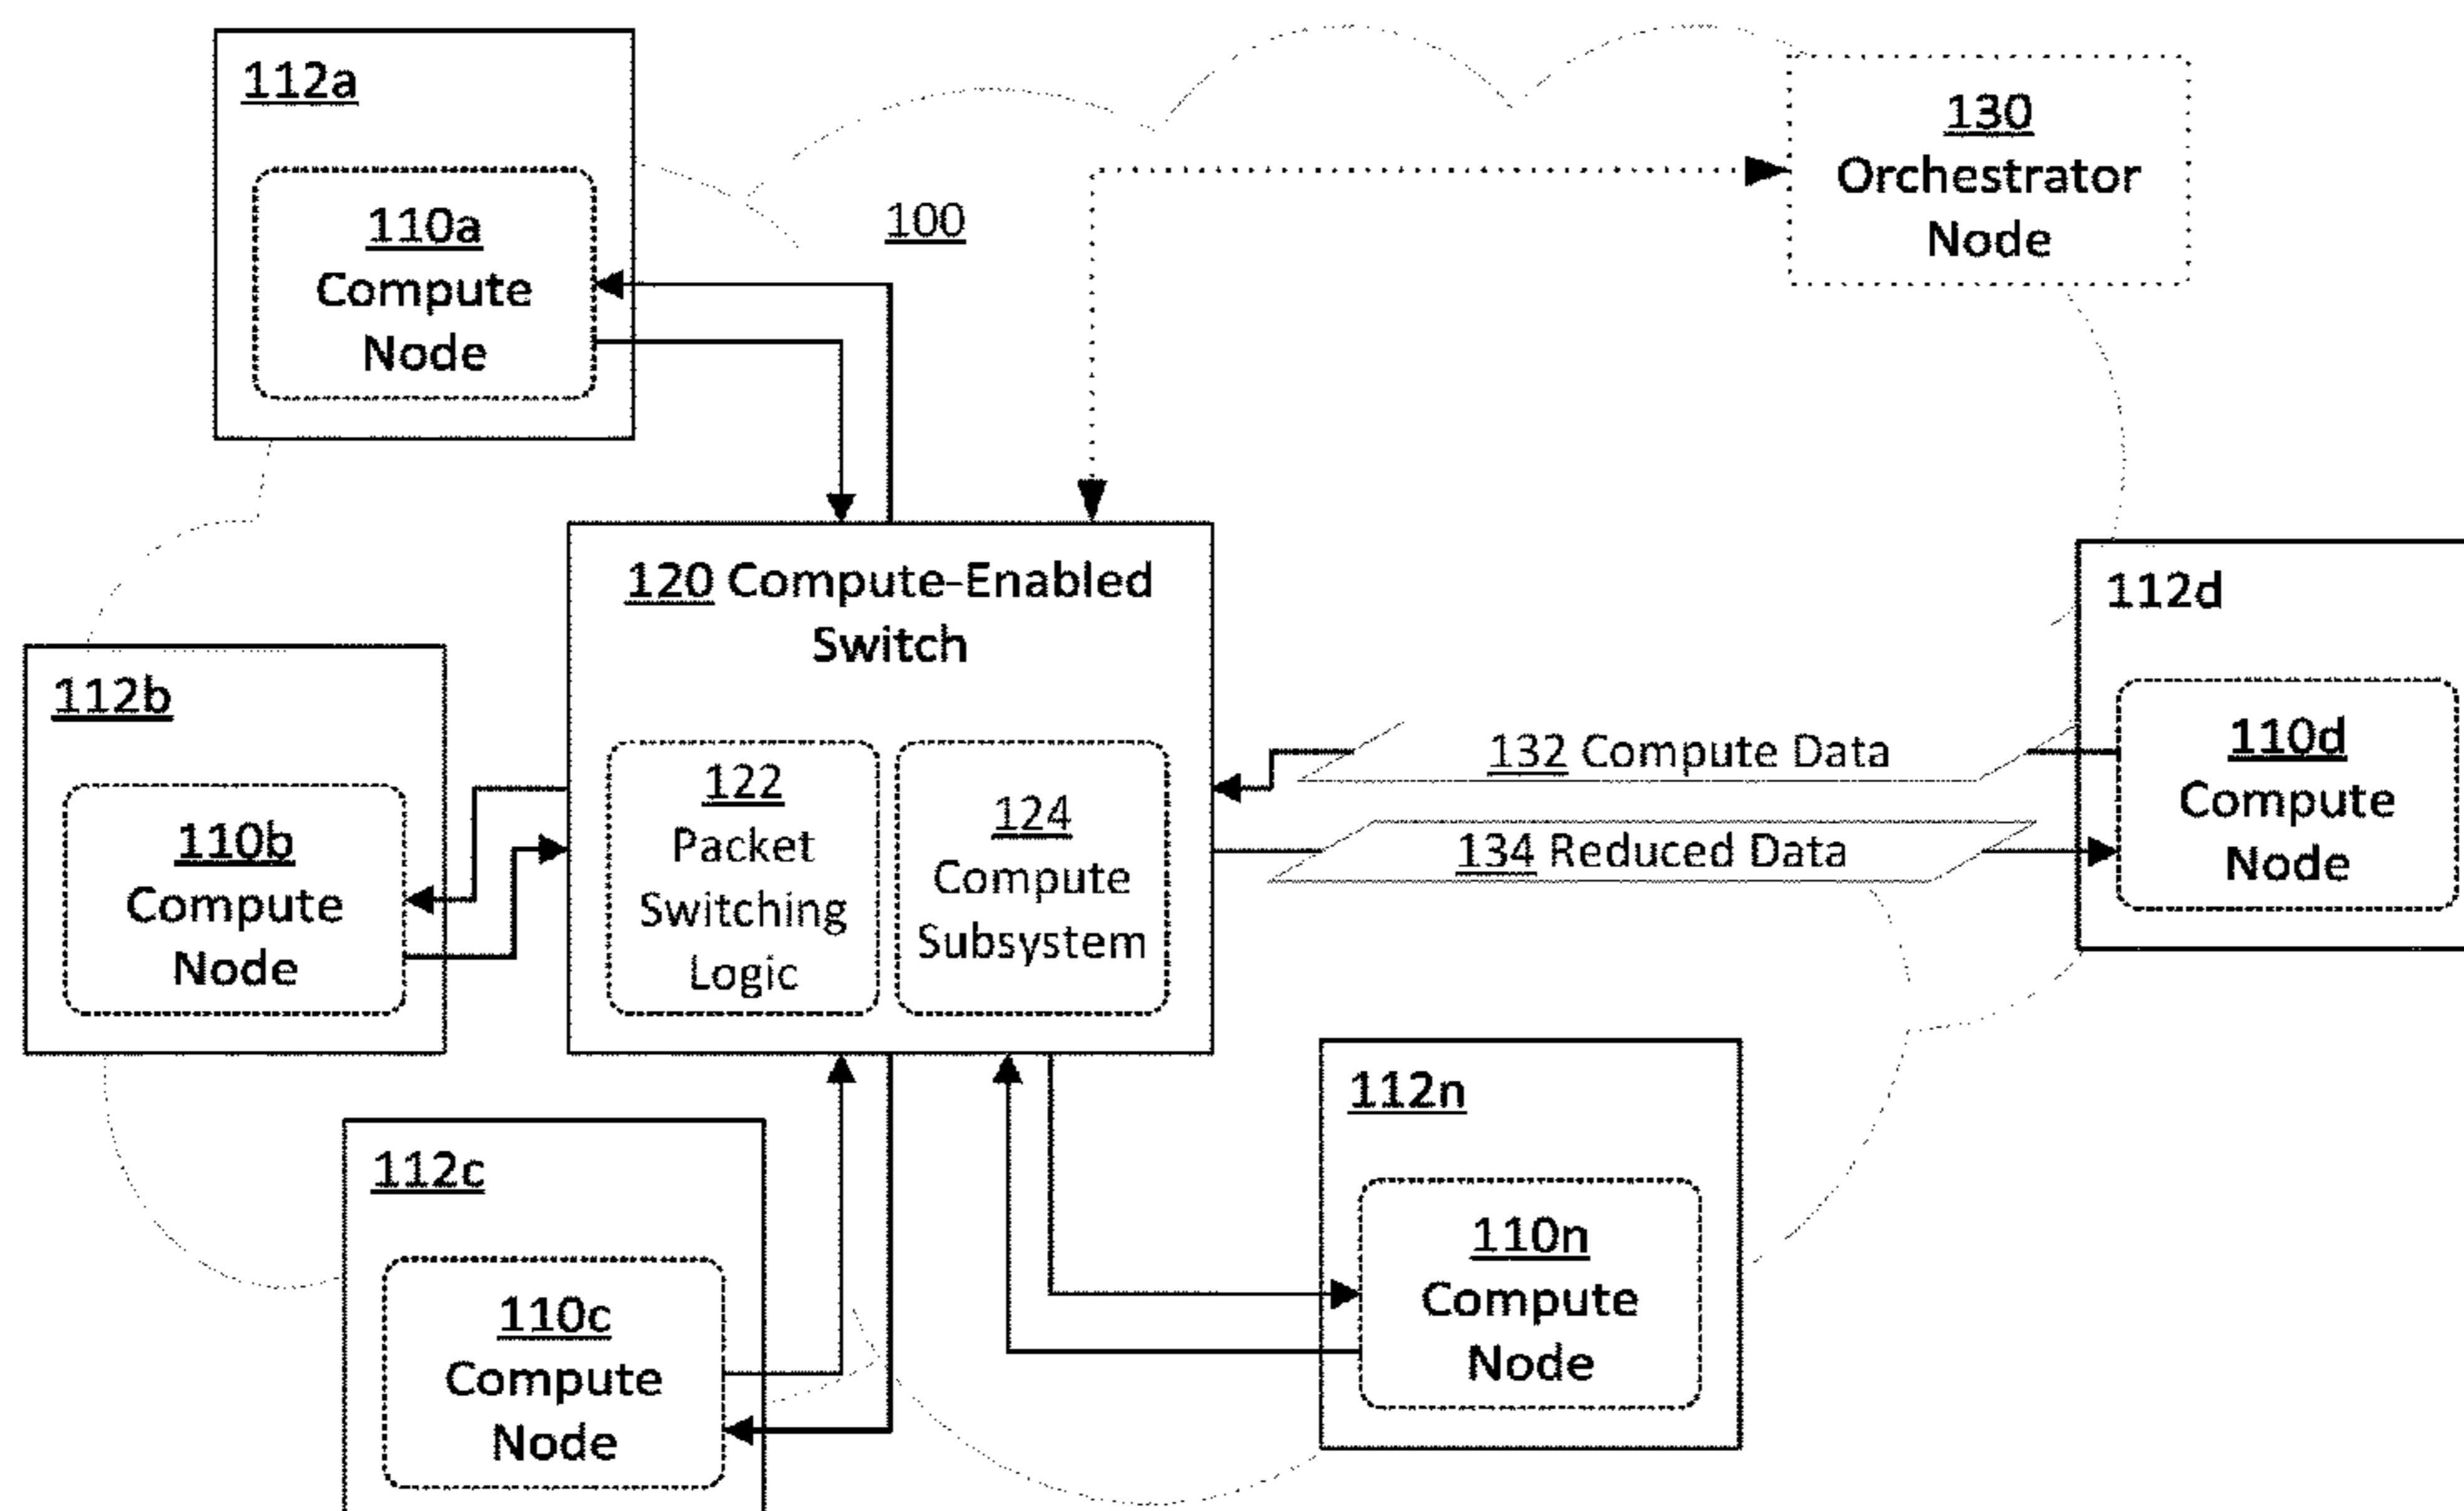 112a
110a
Compute
Node
100
130
Orchestrator
Node
120 Compute-Enabled
Switch
122
Packet
Switching
Logic
124
Compute
Subsystem
132 Compute Data
134 Reduced Data
112d
110d
Compute
Node
112b
110b
Compute
Node
112c
110c
Compute
Node
112n
110n
Compute
Node